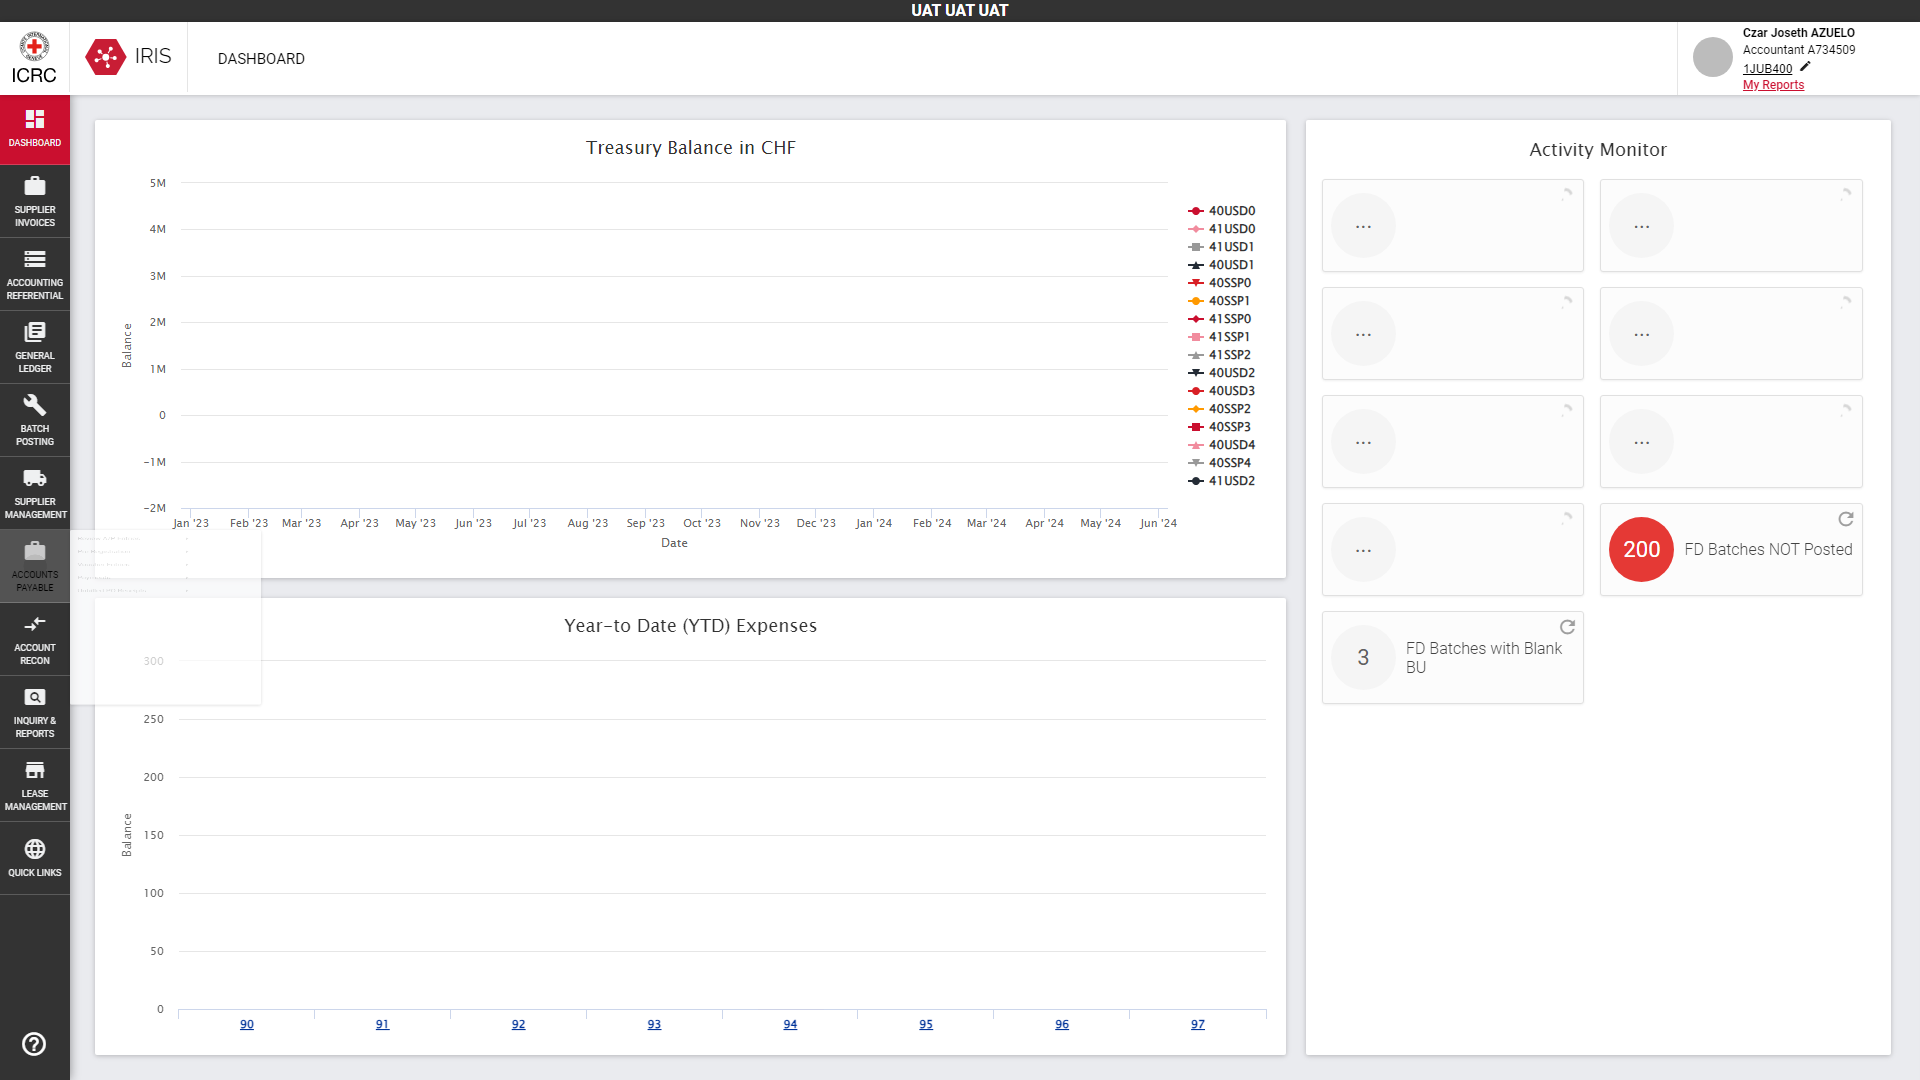 UAT UAT UAT
ICRC
IRIS
DASHBOARD
Czar Joseth AZUELO
Accountant A734509
1JUB400
My Reports
DASHBOARD
SUPPLIER
INVOICES
ACCOUNTING
REFERENTIAL
GENERAL
LEDGER
BATCH
POSTING
SUPPLIER
MANAGEMENT
ACCOUNTS
PAYABLE
ACCOUNT
RECON
INQUIRY &
REPORTS
LEASE
MANAGEMENT
QUICK LINKS
Treasury Balance in CHF
5M
4M
3M
2M
1M
0
-1M
-2M
Balance
Jan '23 Feb '23 Mar '23 Apr '23 May '23 Jun '23 Jul '23 Aug '23 Sep '23 Oct '23 Nov '23 Dec '23 Jan '24 Feb '24 Mar '24 Apr '24 May '24 Jun '24
Date
40USD0
41USD0
41USD1
40USD1
40SSP0
40SSP1
41SSP0
41SSP1
41SSP2
40USD2
40USD3
40SSP2
40SSP3
40USD4
40SSP4
41USD2
Year-to Date (YTD) Expenses
300
250
200
150
100
50
0
Balance
90 91 92 93 94 95 96 97
Activity Monitor
... ...
... ...
... ...
...
200 FD Batches NOT Posted
3 FD Batches with Blank
BU